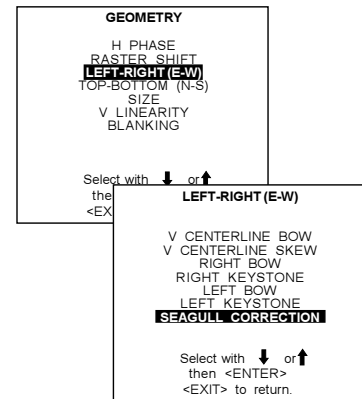 GEOMETRY
H PHASE
RASTER SHIFT
LEFT-RIGHT (E-W)
TOP-BOTTOM (N-S)
SIZE
V LINEARITY
BLANKING
Select with ⬇ or ⬆
the
<EX
LEFT-RIGHT (E-W)
V CENTERLINE BOW
V CENTERLINE SKEW
RIGHT BOW
RIGHT KEYSTONE
LEFT BOW
LEFT KEYSTONE
SEAGULL CORRECTION
Select with ⬇ or ⬆
then <ENTER>
<EXIT> to return.